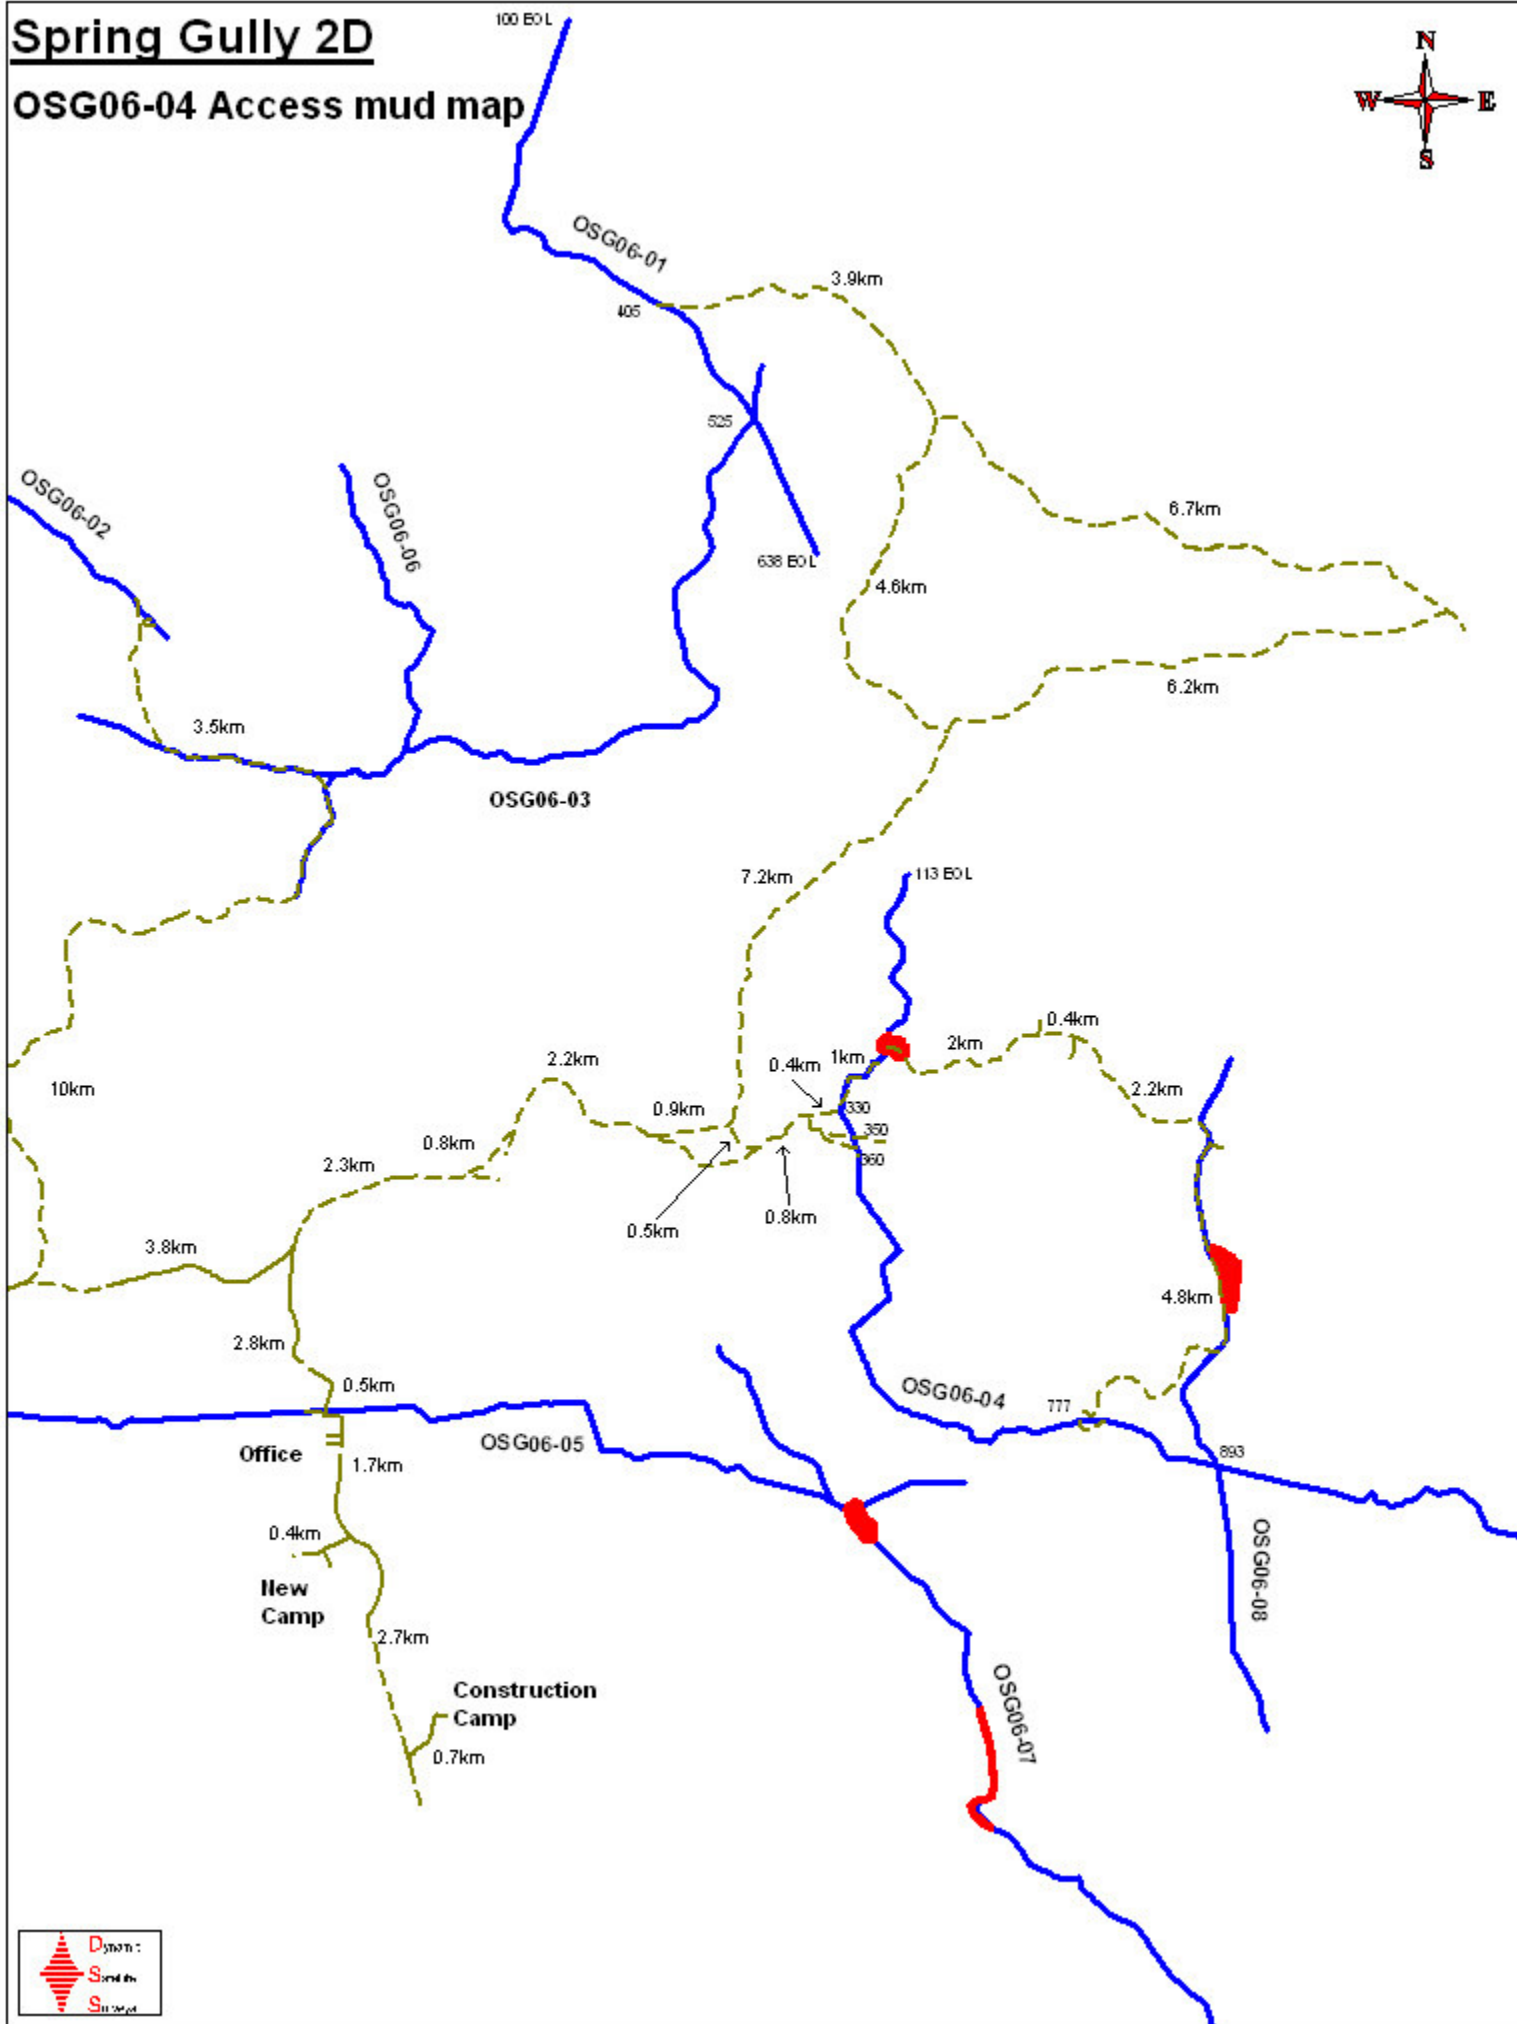 Spring Gully 2D
OSG06-04 Access mud map
100 EOL
N
W
E
S
OSG06-01
3.9km
405
525
OSG06-02
OSG06-06
6.7km
638 EOL
4.6km
6.2km
3.5km
OSG06-03
7.2km
113 EOL
0.4km
2km
1km
0.4km
2.2km
10km
2.2km
0.9km
330
350
360
0.8km
2.3km
0.5km
0.8km
3.8km
4.8km
2.8km
0.5km
OSG06-04
777
Office
OSG06-05
893
1.7km
0.4km
New
Camp
OSG06-08
2.7km
Construction
Camp
OSG06-07
0.7km
Dynamic
Satellite
Surveys